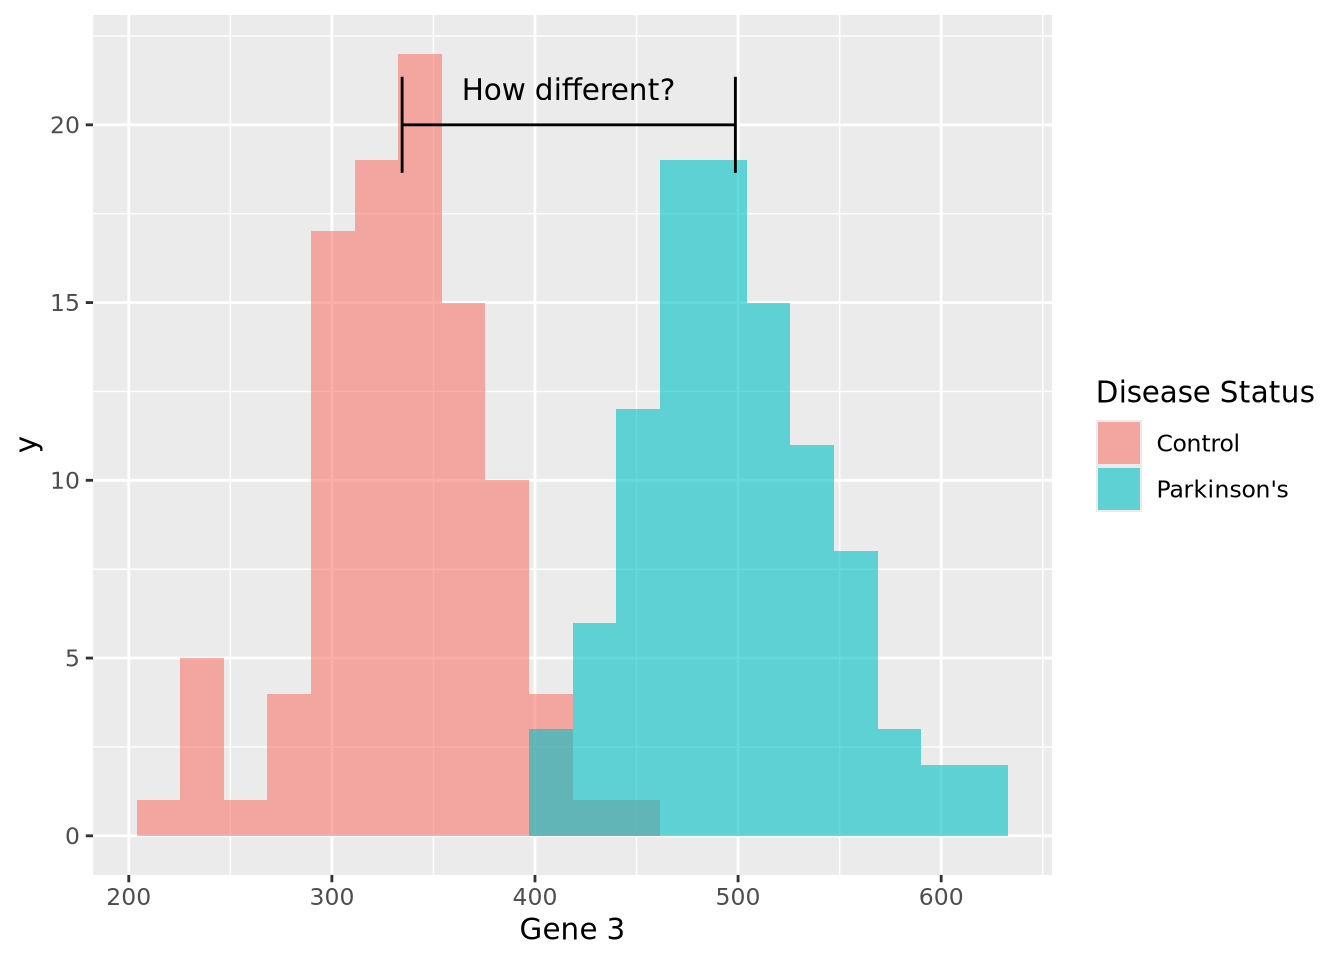 How different?
20
15
10
5
0
y
200 300 400 500 600
Gene 3
Disease Status
Control
Parkinson's